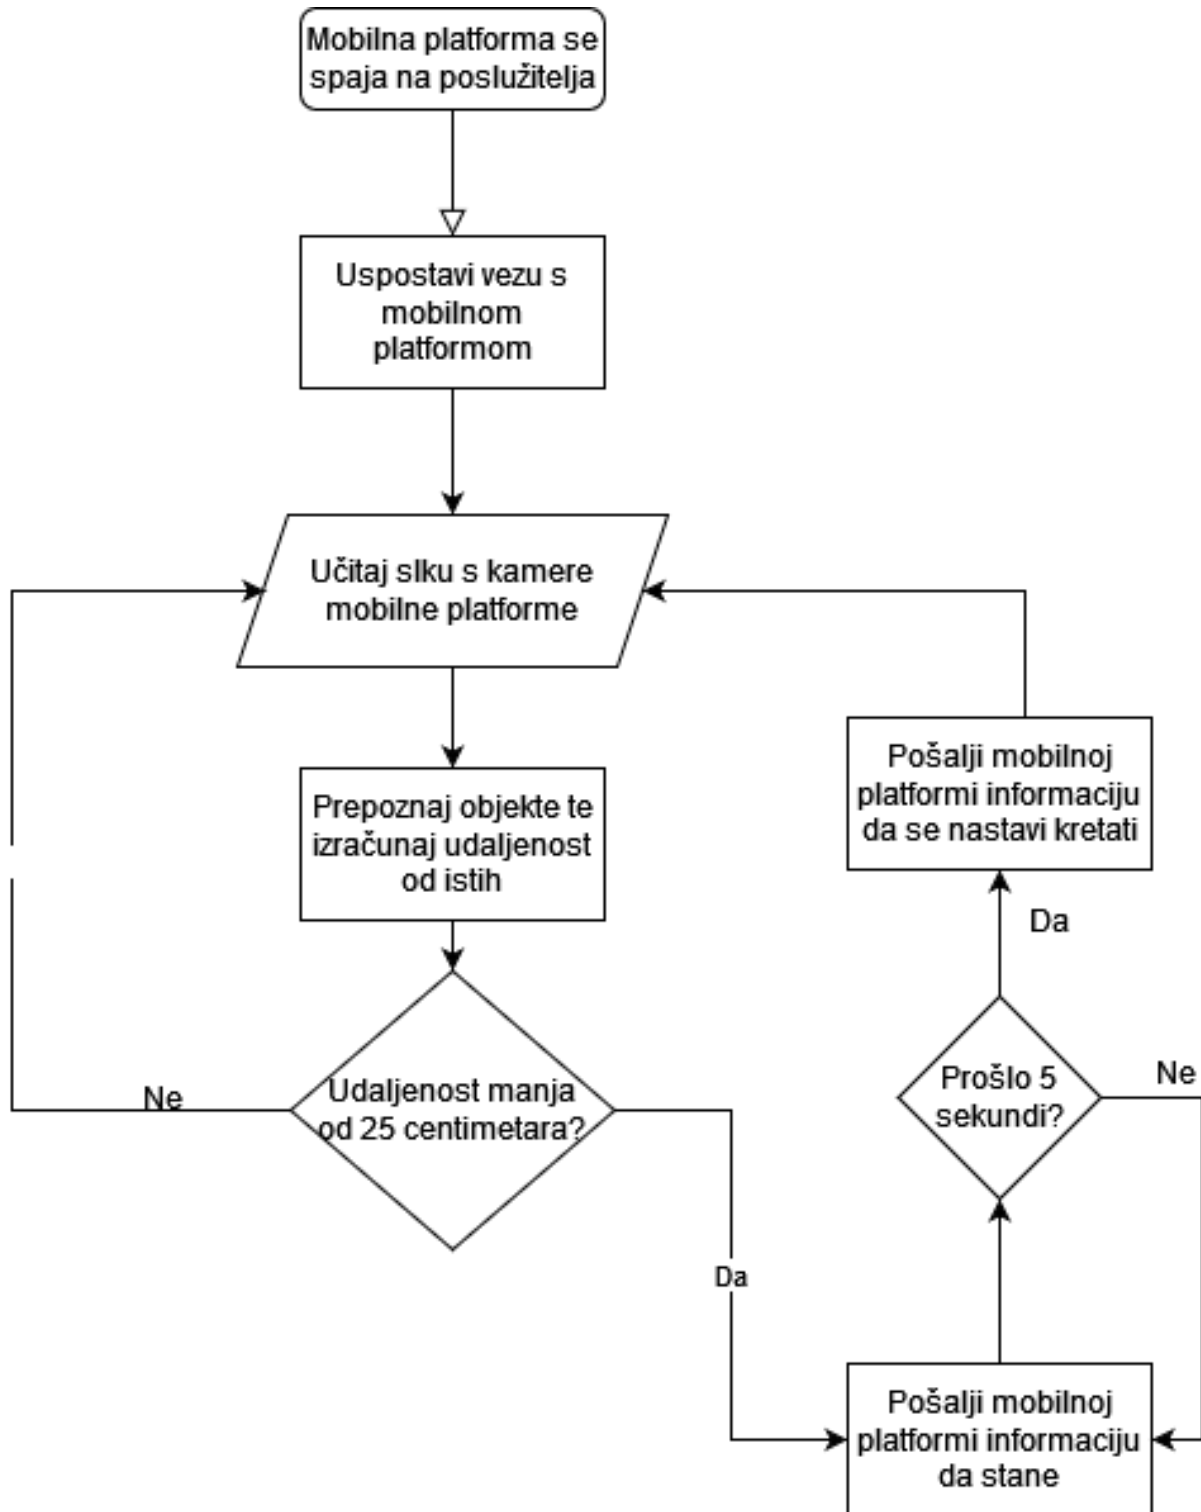 Mobilna platforma se
spaja na poslužitelja
Uspostavi vezu s
mobilnom
platformom
Učitaj slku s kamere
mobilne platforme
Prepoznaj objekte te
izračunaj udaljenost
od istih
Udaljenost manja
od 25 centimetara?
Ne
Da
Pošalji mobilnoj
platformi informaciju
da stane
Prošlo 5
sekundi?
Ne
Da
Pošalji mobilnoj
platformi informaciju
da se nastavi kretati